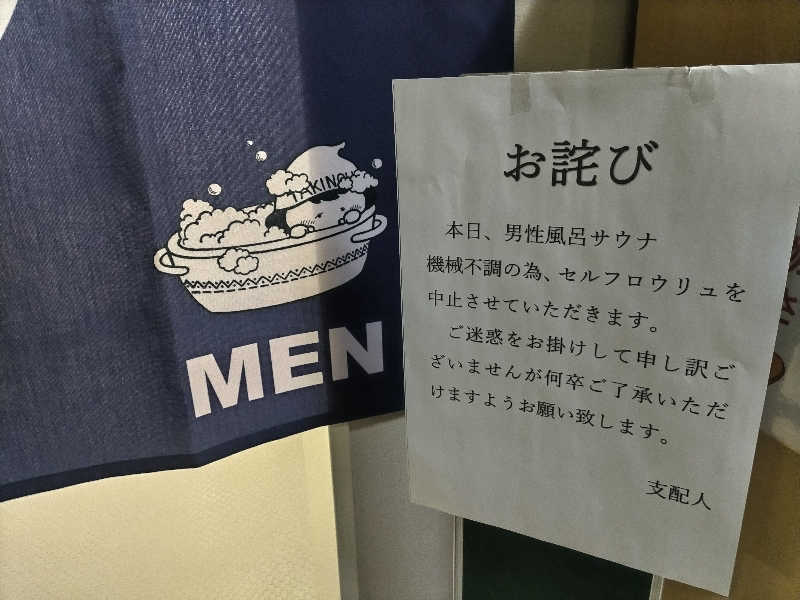 TAKINOYU
MEN
お詫び
本日、男性風呂サウナ
機械不調の為、セルフロウリュを
中止させていただきます。
ご迷惑をお掛けして申し訳ご
ざいませんが何卒ご了承いただ
けますようお願い致します。
支配人